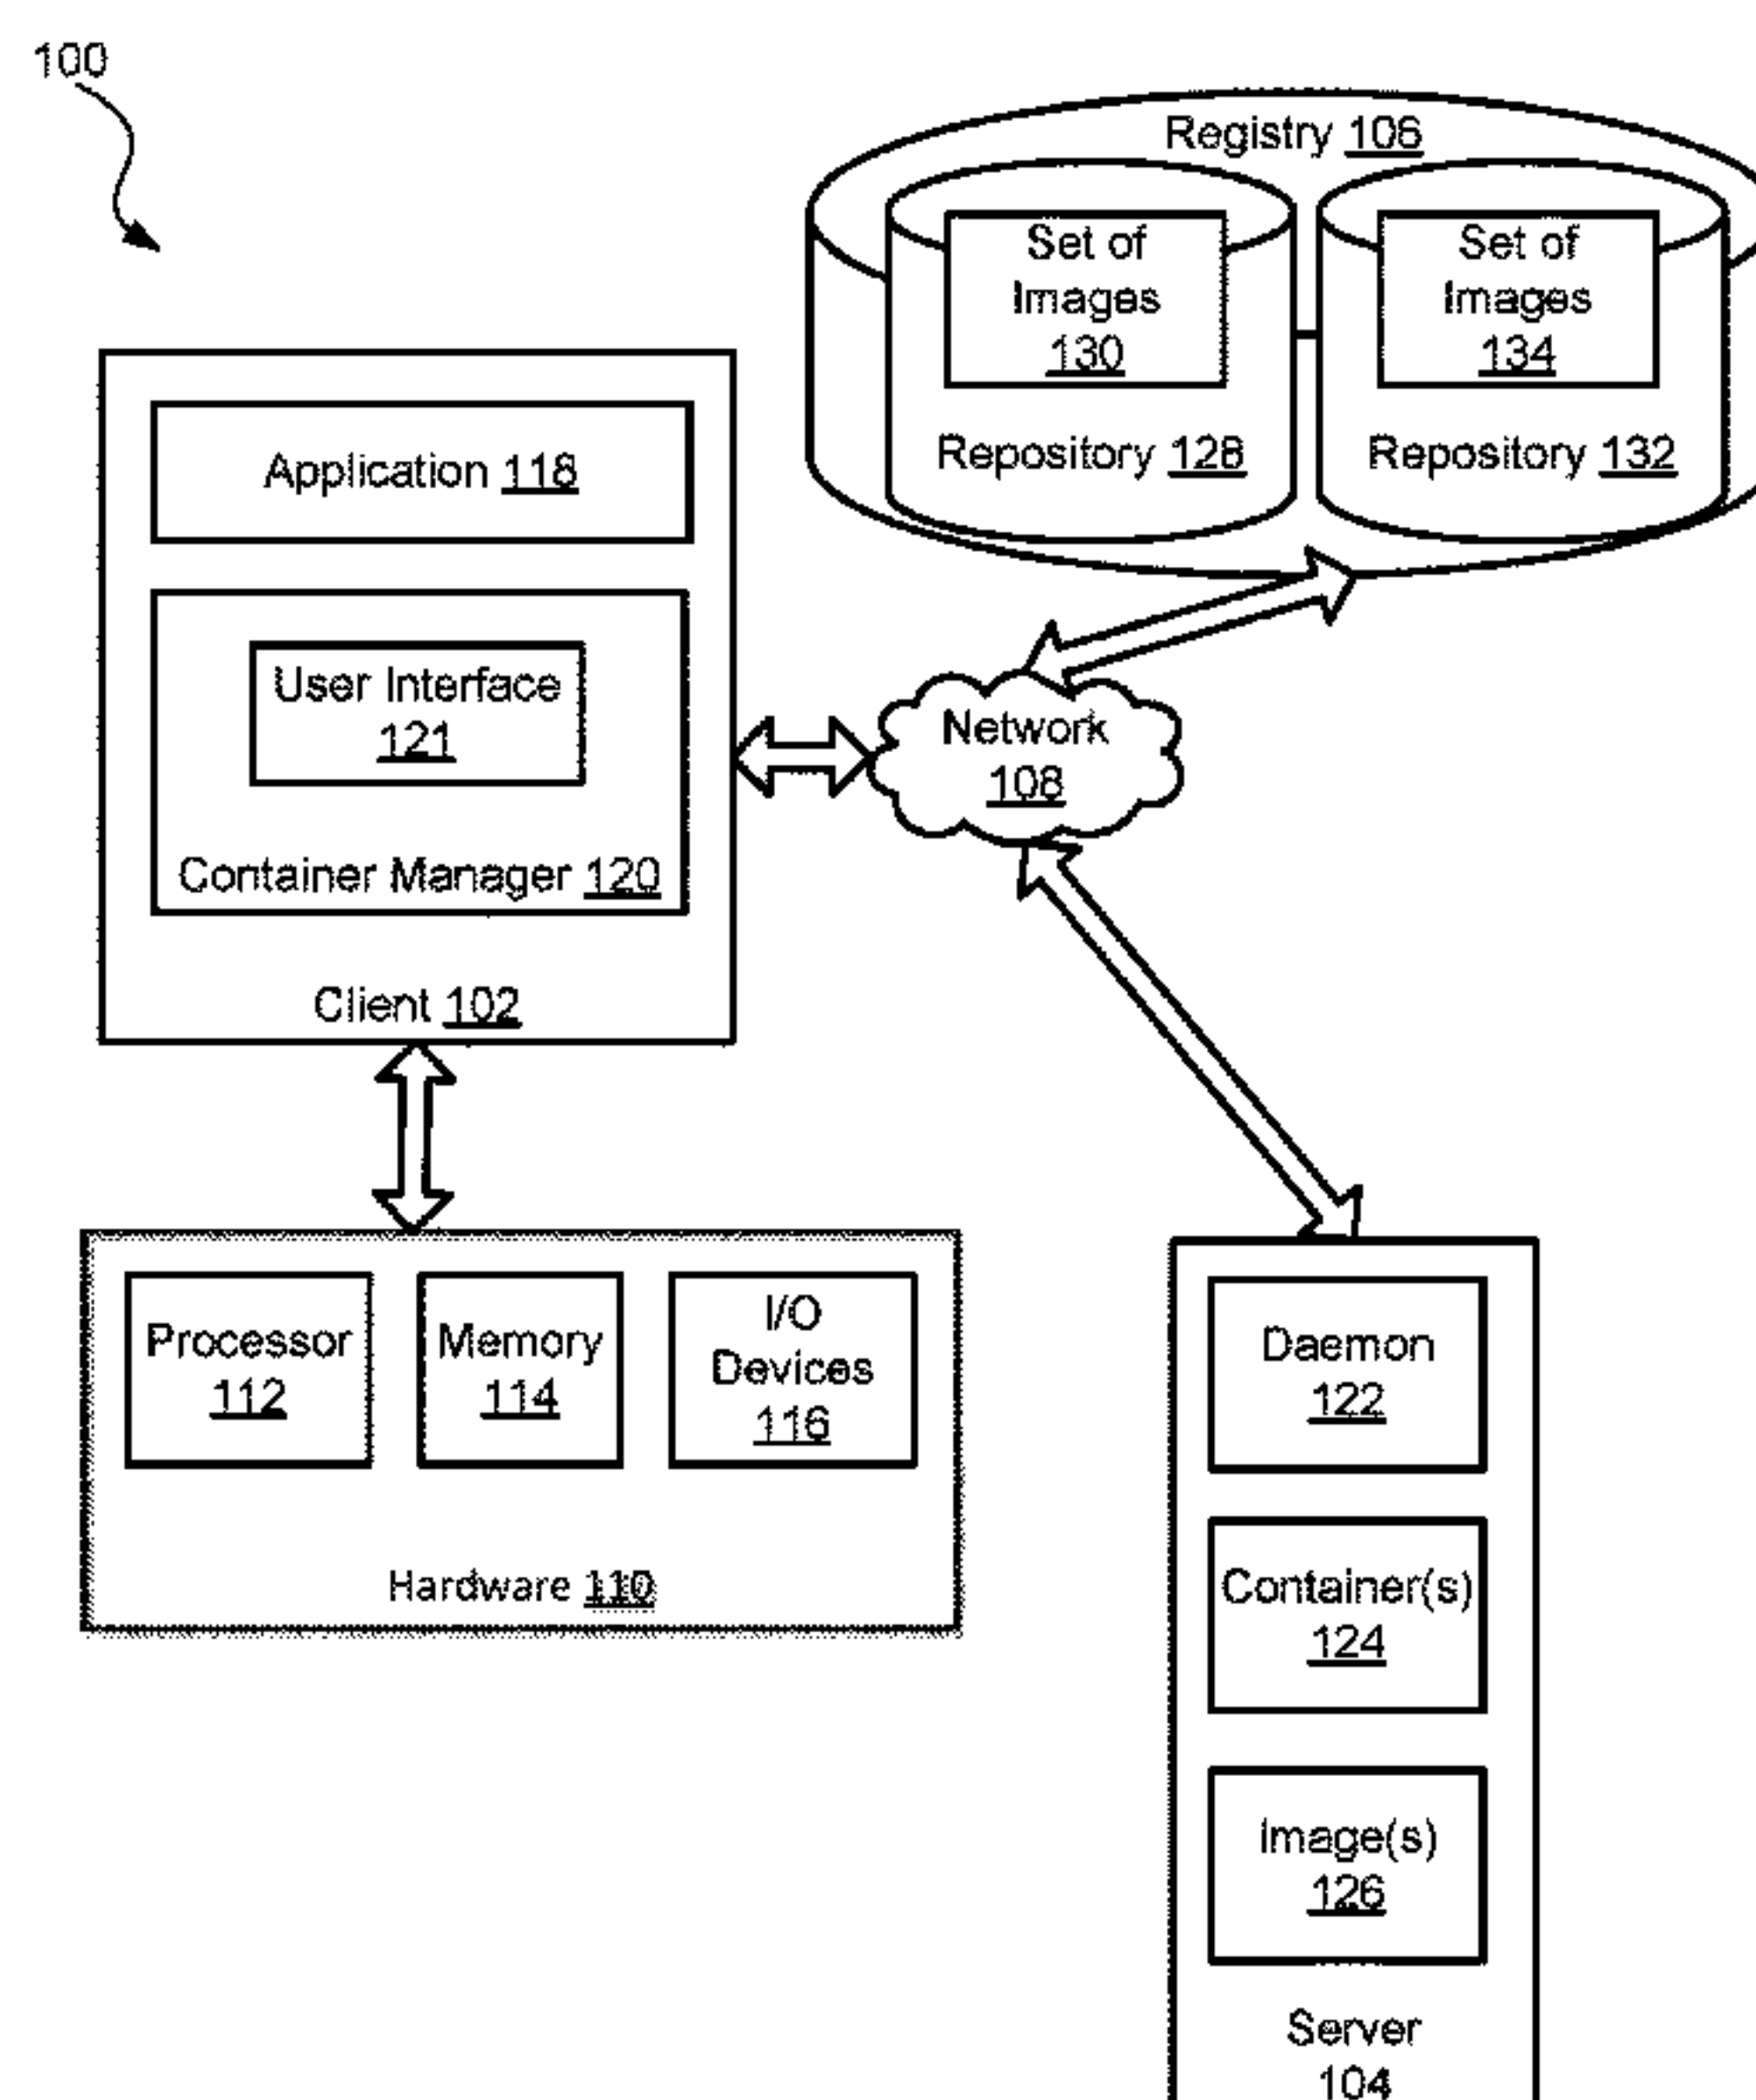 100
Registry 106
Set of
Images
130
Repository 128
Set of
Images
134
Repository 132
Application 118
User Interface
121
Container Manager 120
Client 102
Network
108
Processor
112
Memory
114
I/O
Devices
116
Hardware 110
Daemon
122
Container(s)
124
Image(s)
126
Server
104